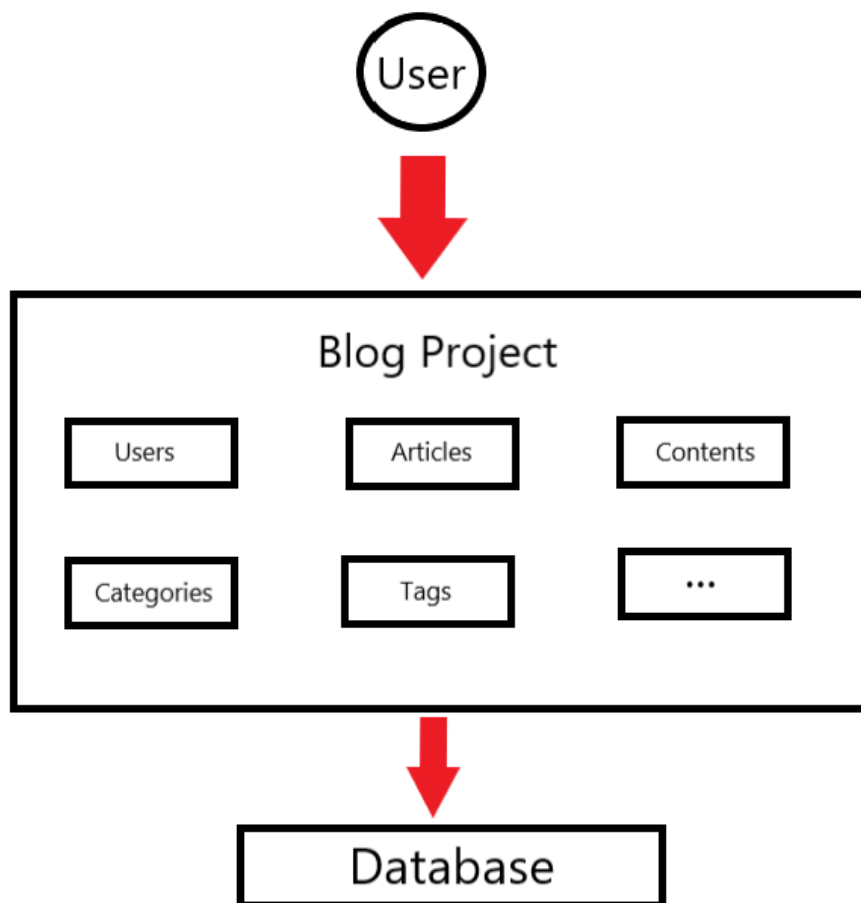 User
Blog Project
Users
Articles
Contents
Categories
Tags
...
Database